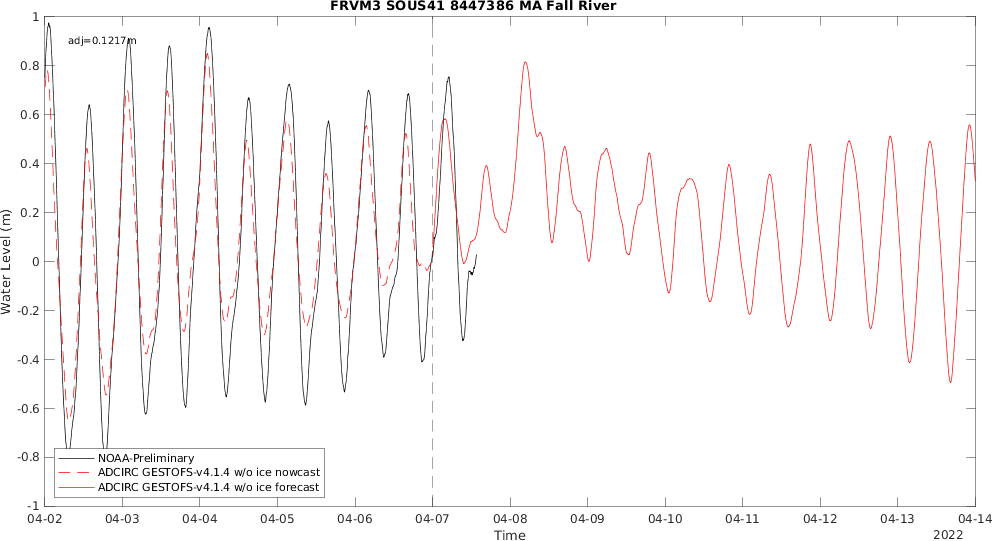 FRVM3 SOUS41 8447386 MA Fall River
1
adj=0.1217m
0.8
0.6
0.4
0.2
0
-0.2
-0.4
-0.6
-0.8
-1
Water Level (m)
NOAA-Preliminary
ADCIRC GESTOFS-v4.1.4 w/o ice nowcast
ADCIRC GESTOFS-v4.1.4 w/o ice forecast
04-02 04-03 04-04 04-05 04-06 04-07 04-08 04-09 04-10 04-11 04-12 04-13 04-14
Time
2022